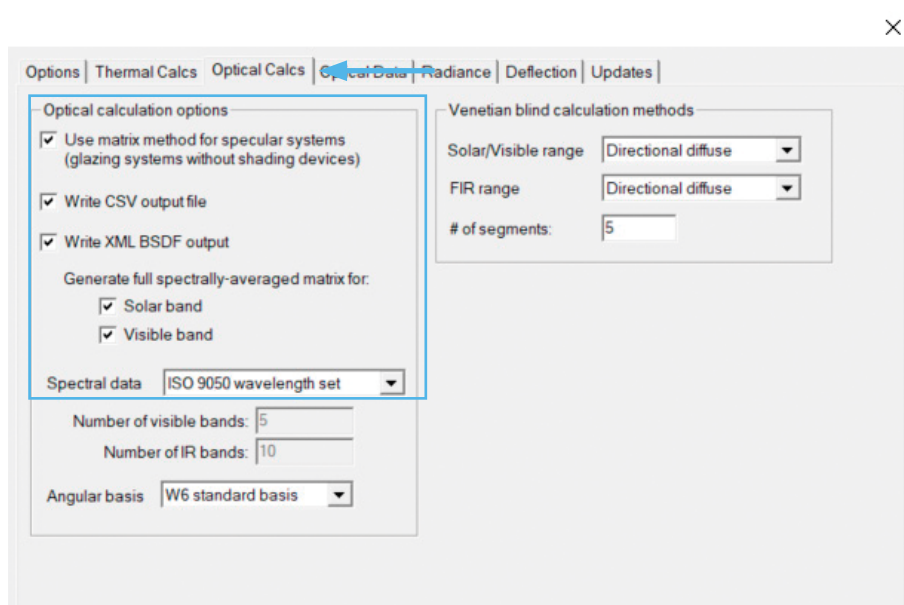 Options Thermal Calcs Optical Calcs Optical Data Radiance Deflection Updates
Optical calculation options
Use matrix method for specular systems
(glazing systems without shading devices)
Write CSV output file
Write XML BSDF output
Generate full spectrally-averaged matrix for:
Solar band
Visible band
Spectral data ISO 9050 wavelength set
Number of visible bands: 5
Number of IR bands: 10
Angular basis W6 standard basis
Venetian blind calculation methods
Solar/Visible range Directional diffuse
FIR range Directional diffuse
# of segments: 5